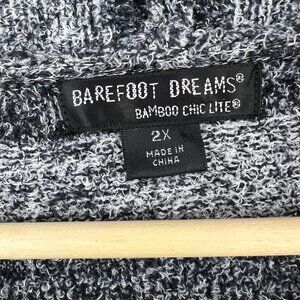 BAREFOOT DREAMS®
BAMBOO CHIC LITE®
2X
MADE IN
CHINA